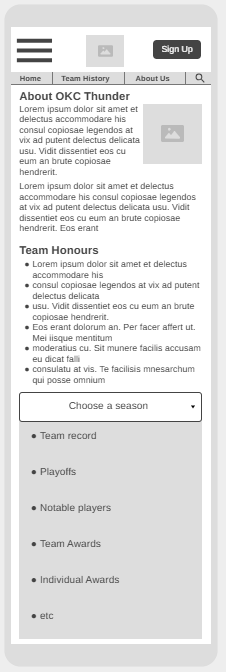 Sign Up
Home
Team History
About Us
About OKC Thunder
Lorem ipsum dolor sit amet et
delectus accommodare his
consul copiosae legendos at
vix ad putent delectus delicata
usu. Vidit dissentiet eos cu
eum an brute copiosae
hendrerit.
Lorem ipsum dolor sit amet et delectus
accommodare his consul copiosae legendos
at vix ad putent delectus delicata usu. Vidit
dissentiet eos cu eum an brute copiosae
hendrerit. Eos erant
Team Honours
● Lorem ipsum dolor sit amet et delectus
accommodare his
● consul copiosae legendos at vix ad putent
delectus delicata
● usu. Vidit dissentiet eos cu eum an brute
copiosae hendrerit.
● Eos erant dolorum an. Per facer affert ut.
Mei iisque mentitum
● moderatius cu. Sit munere facilis accusam
eu dicat falli
● consulatu at vis. Te facilisis mnesarchum
qui posse omnium
Choose a season
● Team record
● Playoffs
● Notable players
● Team Awards
● Individual Awards
● etc